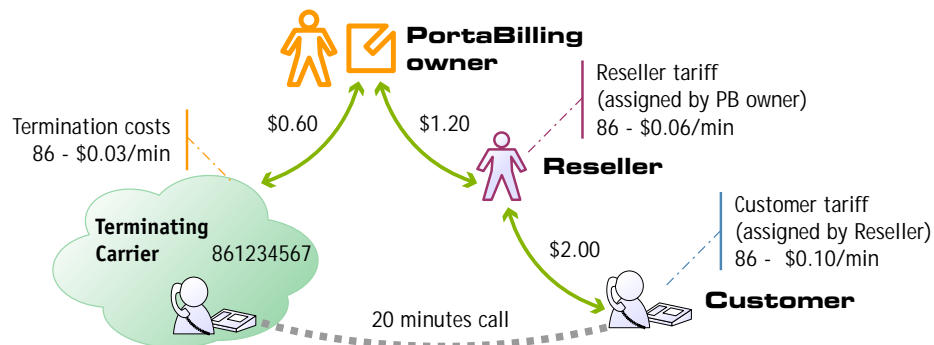 PortaBilling
owner
Reseller tariff
(assigned by PB owner)
86 - $0.06/min
Termination costs
86 - $0.03/min
$0.60
$1.20
Reseller
Terminating
Carrier
861234567
Customer tariff
(assigned by Reseller)
86 - $0.10/min
$2.00
Customer
20 minutes call